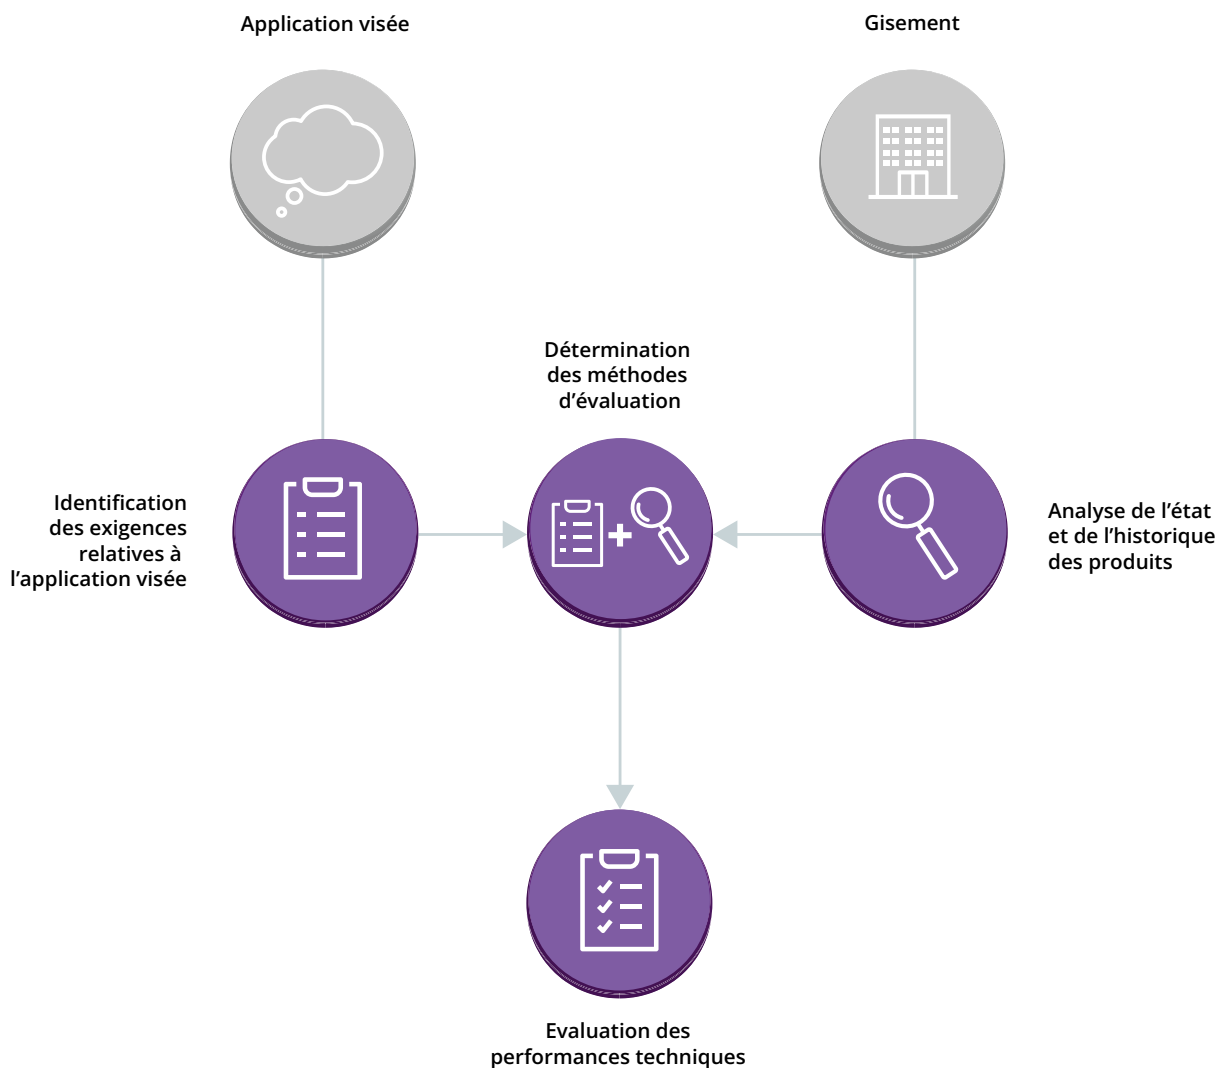 Application visée
Gisement
Détermination
des méthodes
d’évaluation
Identification
des exigences
relatives à
l’application visée
Analyse de l’état
et de l’historique
des produits
Evaluation des
performances techniques